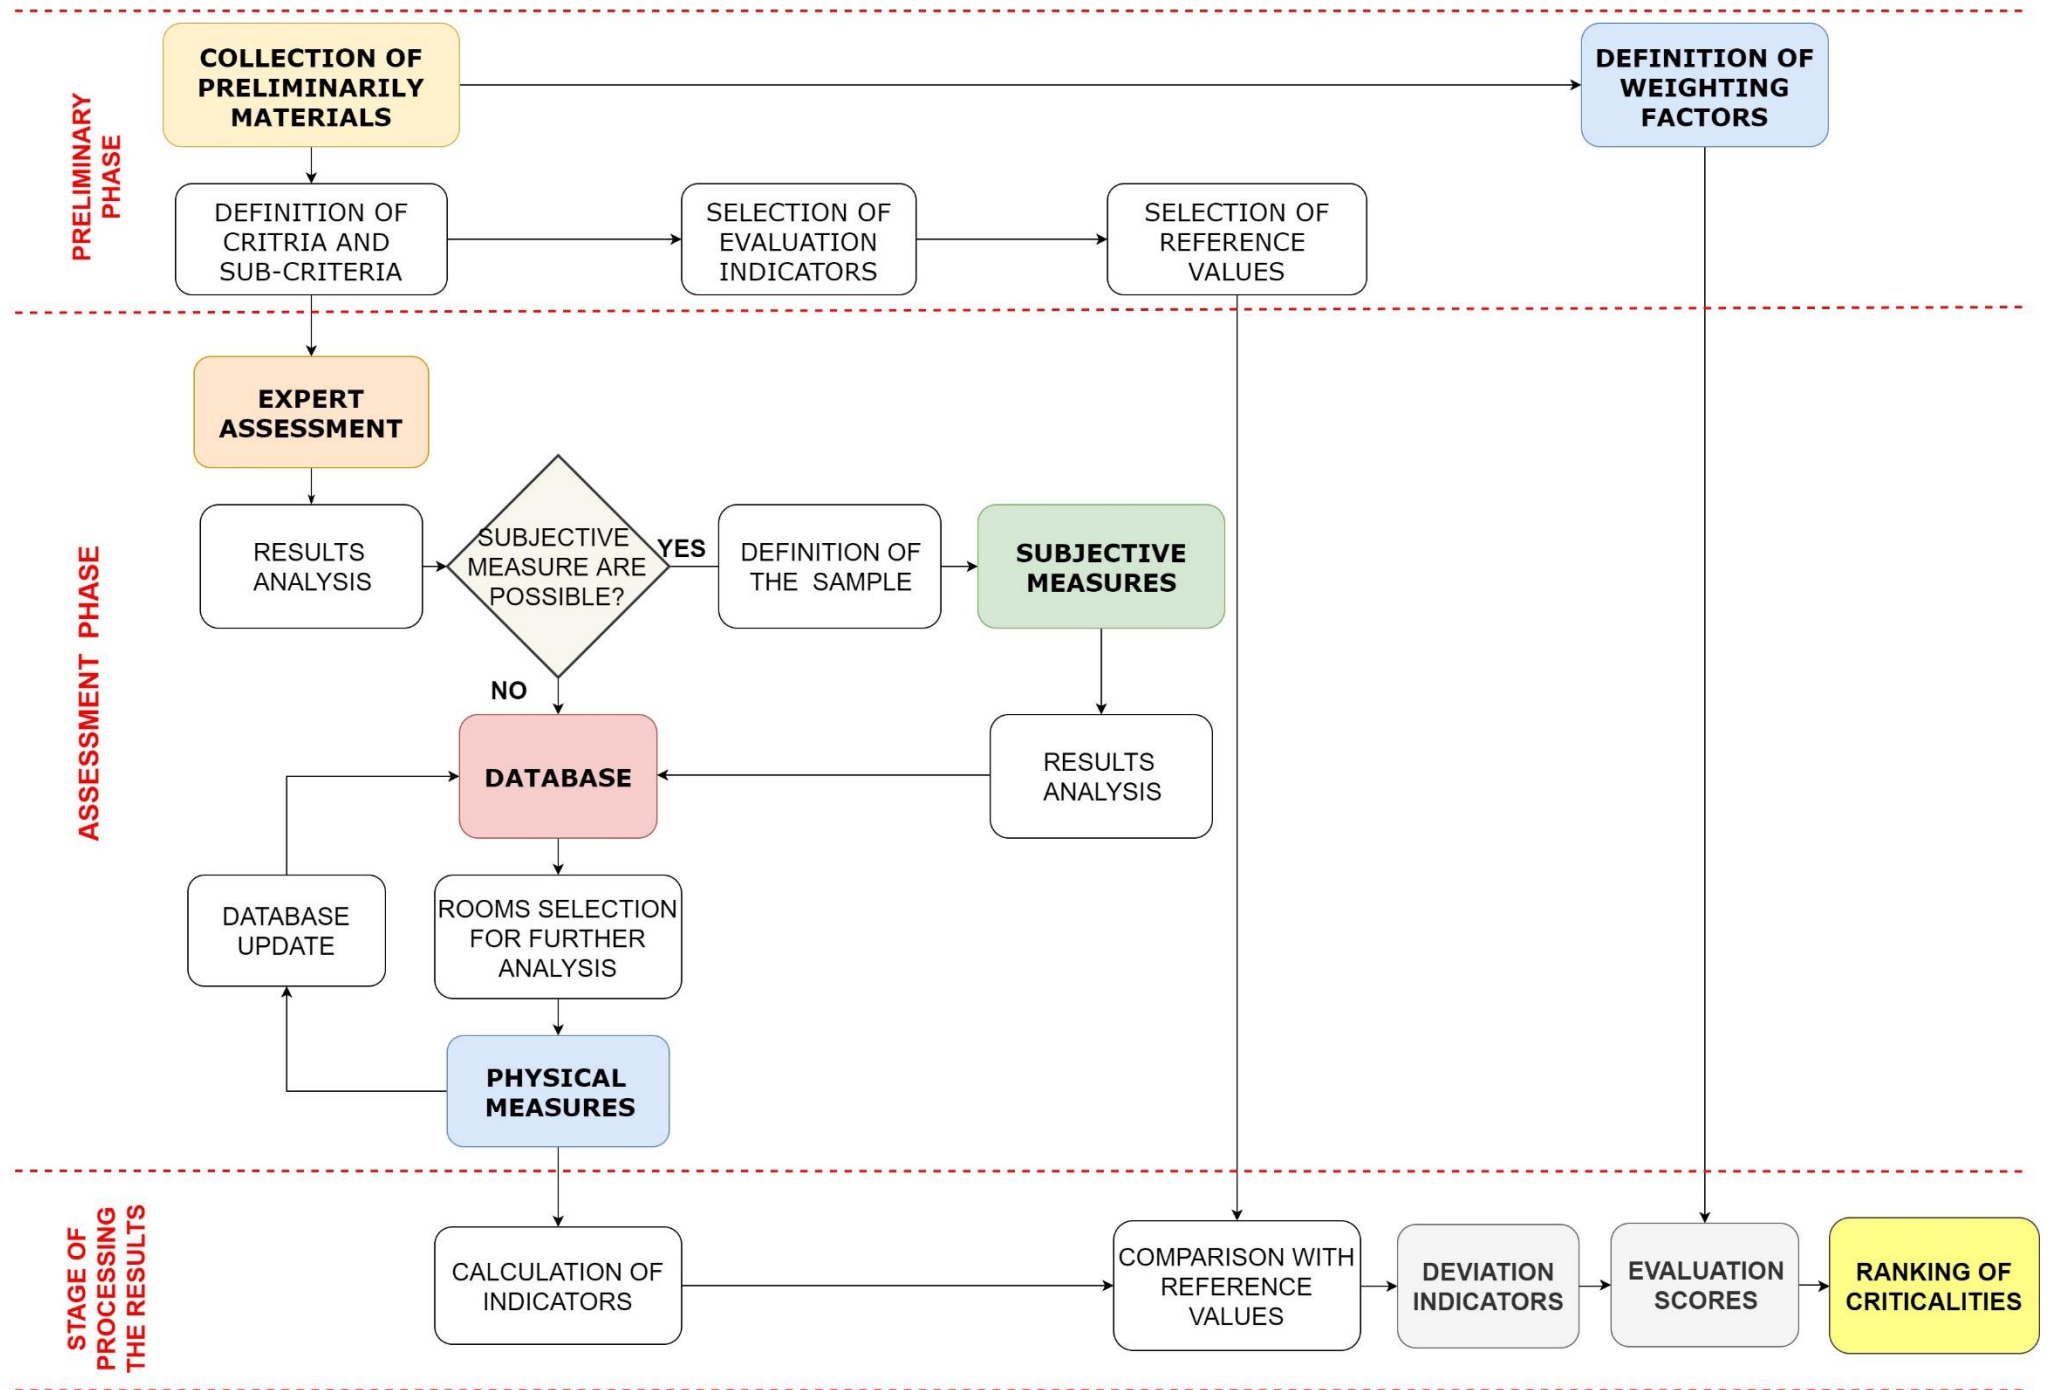 PRELIMINARY
PHASE
COLLECTION OF
PRELIMINARILY
MATERIALS
DEFINITION OF
WEIGHTING
FACTORS
DEFINITION OF
CRITRIA AND
SUB-CRITERIA
SELECTION OF
EVALUATION
INDICATORS
SELECTION OF
REFERENCE
VALUES
ASSESSMENT PHASE
EXPERT
ASSESSMENT
RESULTS
ANALYSIS
SUBJECTIVE
MEASURE ARE
POSSIBLE?
YES
DEFINITION OF
THE SAMPLE
SUBJECTIVE
MEASURES
NO
DATABASE
RESULTS
ANALYSIS
DATABASE
UPDATE
ROOMS SELECTION
FOR FURTHER
ANALYSIS
PHYSICAL
MEASURES
STAGE OF
PROCESSING
THE RESULTS
CALCULATION OF
INDICATORS
COMPARISON WITH
REFERENCE
VALUES
DEVIATION
INDICATORS
EVALUATION
SCORES
RANKING OF
CRITICALITIES